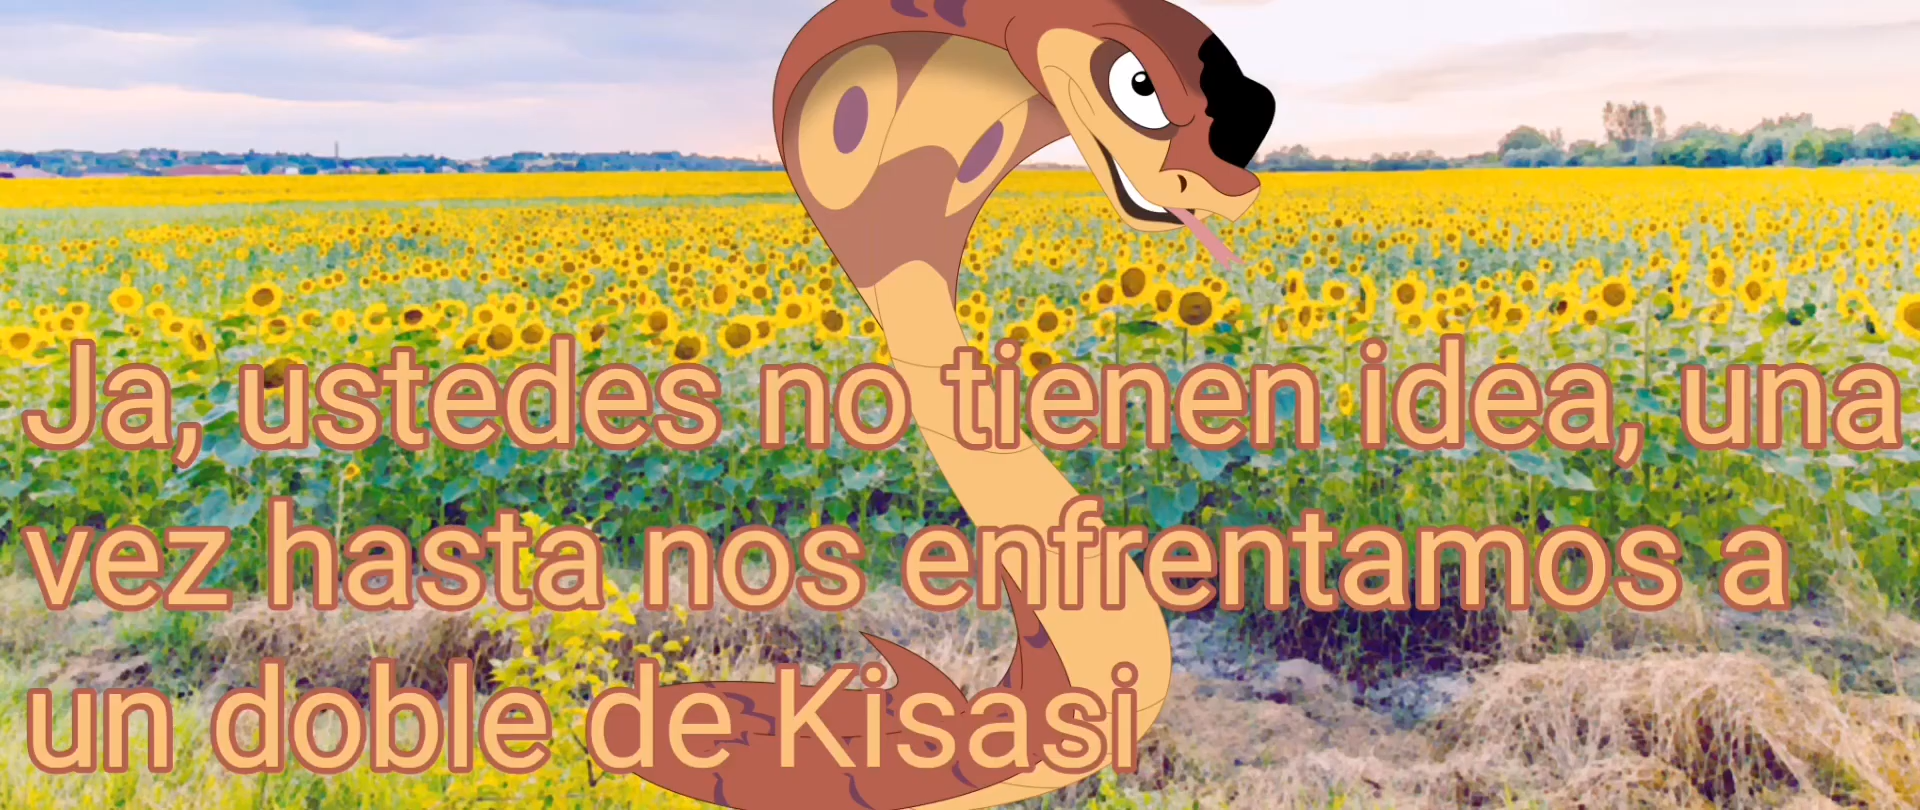 Ja, ustedes no tienen idea, una
vez hasta nos enfrentamos a
un doble de Kisasi